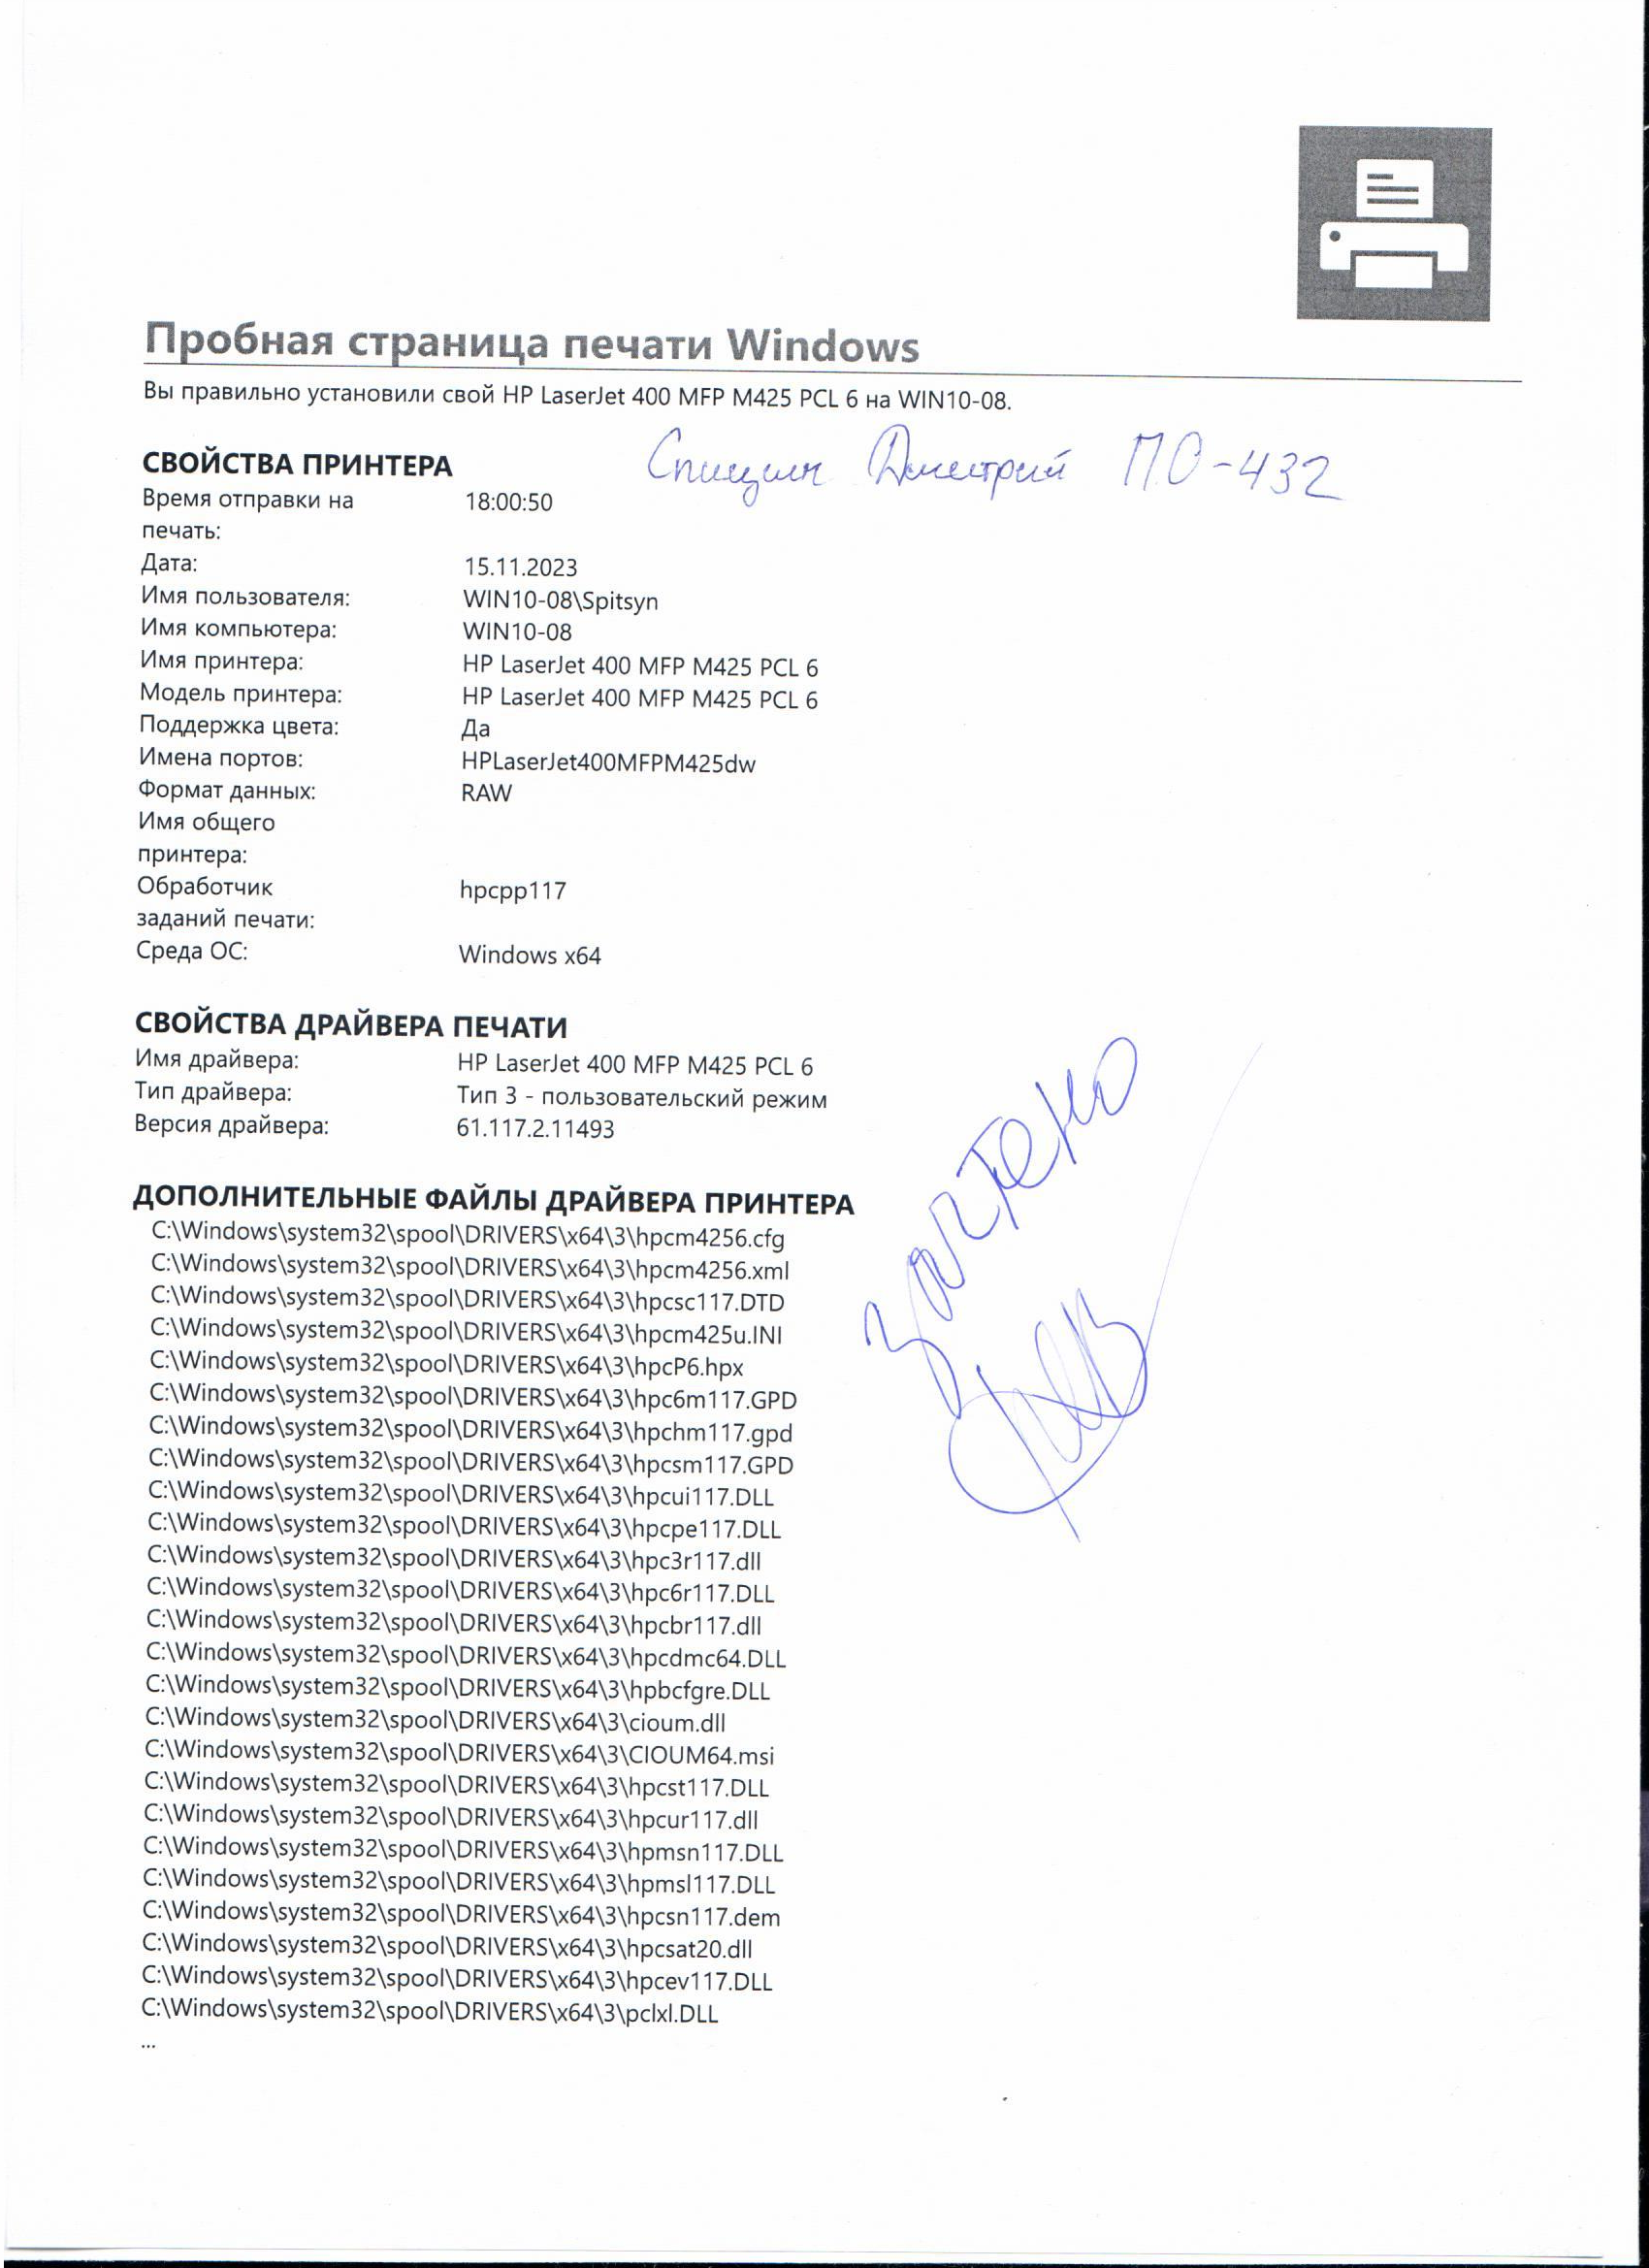 Пробная страница печати Windows
Вы правильно установили свой HP LaserJet 400 MFP M425 PCL 6 на WIN10-08.
Спицын Дмитрий ПО-432
СВОЙСТВА ПРИНТЕРА
Время отправки на 18:00:50
печать:
Дата: 15.11.2023
Имя пользователя: WIN10-08\Spitsyn
Имя компьютера: WIN10-08
Имя принтера: HP LaserJet 400 MFP M425 PCL 6
Модель принтера: HP LaserJet 400 MFP M425 PCL 6
Поддержка цвета: Да
Имена портов: HPLaserJet400MFPM425dw
Формат данных: RAW
Имя общего
принтера:
Обработчик hpcpp117
заданий печати:
Среда ОС: Windows x64
СВОЙСТВА ДРАЙВЕРА ПЕЧАТИ
Имя драйвера: HP LaserJet 400 MFP M425 PCL 6
Тип драйвера: Тип 3 - пользовательский режим
Версия драйвера: 61.117.2.11493
зачтено
ДОПОЛНИТЕЛЬНЫЕ ФАЙЛЫ ДРАЙВЕРА ПРИНТЕРА
C:\Windows\system32\spool\DRIVERS\x64\3\hpcm4256.cfg
C:\Windows\system32\spool\DRIVERS\x64\3\hpcm4256.xml
C:\Windows\system32\spool\DRIVERS\x64\3\hpcsc117.DTD
C:\Windows\system32\spool\DRIVERS\x64\3\hpcm425u.INI
C:\Windows\system32\spool\DRIVERS\x64\3\hpcP6.hpx
C:\Windows\system32\spool\DRIVERS\x64\3\hpc6m117.GPD
C:\Windows\system32\spool\DRIVERS\x64\3\hpchm117.gpd
C:\Windows\system32\spool\DRIVERS\x64\3\hpcsm117.GPD
C:\Windows\system32\spool\DRIVERS\x64\3\hpcui117.DLL
C:\Windows\system32\spool\DRIVERS\x64\3\hpcpe117.DLL
C:\Windows\system32\spool\DRIVERS\x64\3\hpc3r117.dll
C:\Windows\system32\spool\DRIVERS\x64\3\hpc6r117.DLL
C:\Windows\system32\spool\DRIVERS\x64\3\hpcbr117.dll
C:\Windows\system32\spool\DRIVERS\x64\3\hpcdmc64.DLL
C:\Windows\system32\spool\DRIVERS\x64\3\hpbcfgre.DLL
C:\Windows\system32\spool\DRIVERS\x64\3\cioum.dll
C:\Windows\system32\spool\DRIVERS\x64\3\CIOUM64.msi
C:\Windows\system32\spool\DRIVERS\x64\3\hpcst117.DLL
C:\Windows\system32\spool\DRIVERS\x64\3\hpcur117.dll
C:\Windows\system32\spool\DRIVERS\x64\3\hpmsn117.DLL
C:\Windows\system32\spool\DRIVERS\x64\3\hpmsl117.DLL
C:\Windows\system32\spool\DRIVERS\x64\3\hpcsn117.dem
C:\Windows\system32\spool\DRIVERS\x64\3\hpcsat20.dll
C:\Windows\system32\spool\DRIVERS\x64\3\hpcev117.DLL
C:\Windows\system32\spool\DRIVERS\x64\3\pclxl.DLL
...